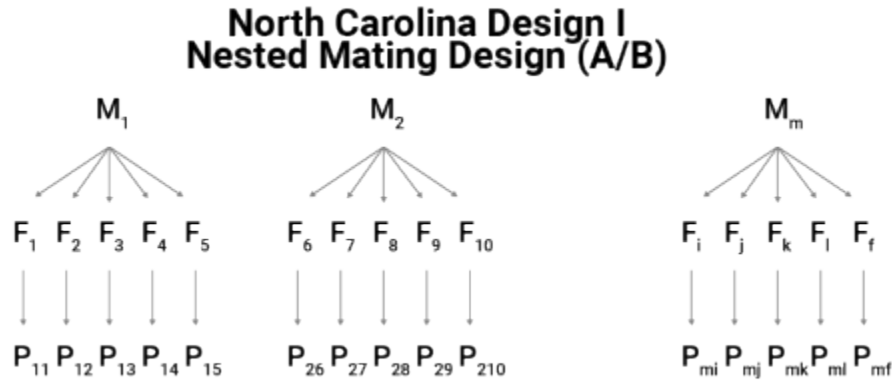 North Carolina Design I
Nested Mating Design (A/B)
M1 M2 Mm
F1 F2 F3 F4 F5 F6 F7 F8 F9 F10 Fi Fj Fk Fl Ff
P11 P12 P13 P14 P15 P26 P27 P28 P29 P210 Pmi Pmj Pmk Pml Pmf